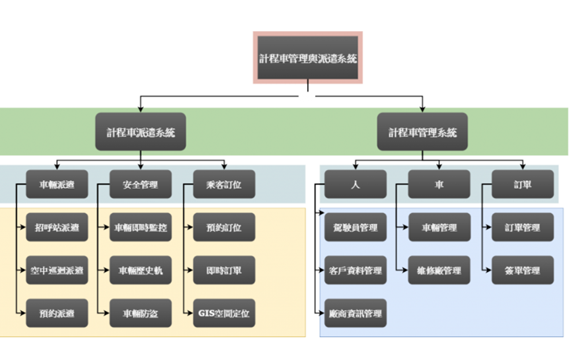 計程車管理與派遣系統
計程車派遣系統
計程車管理系統
車輛派遣
安全管理
乘客訂位
人
車
訂單
招呼站派遣
車輛即時監控
預約訂位
駕駛員管理
車輛管理
訂單管理
空中巡迴派遣
車輛歷史軌
即時訂單
客戶資料管理
維修廠管理
簽單管理
預約派遣
車輛防盜
GIS空間定位
廠商資訊管理